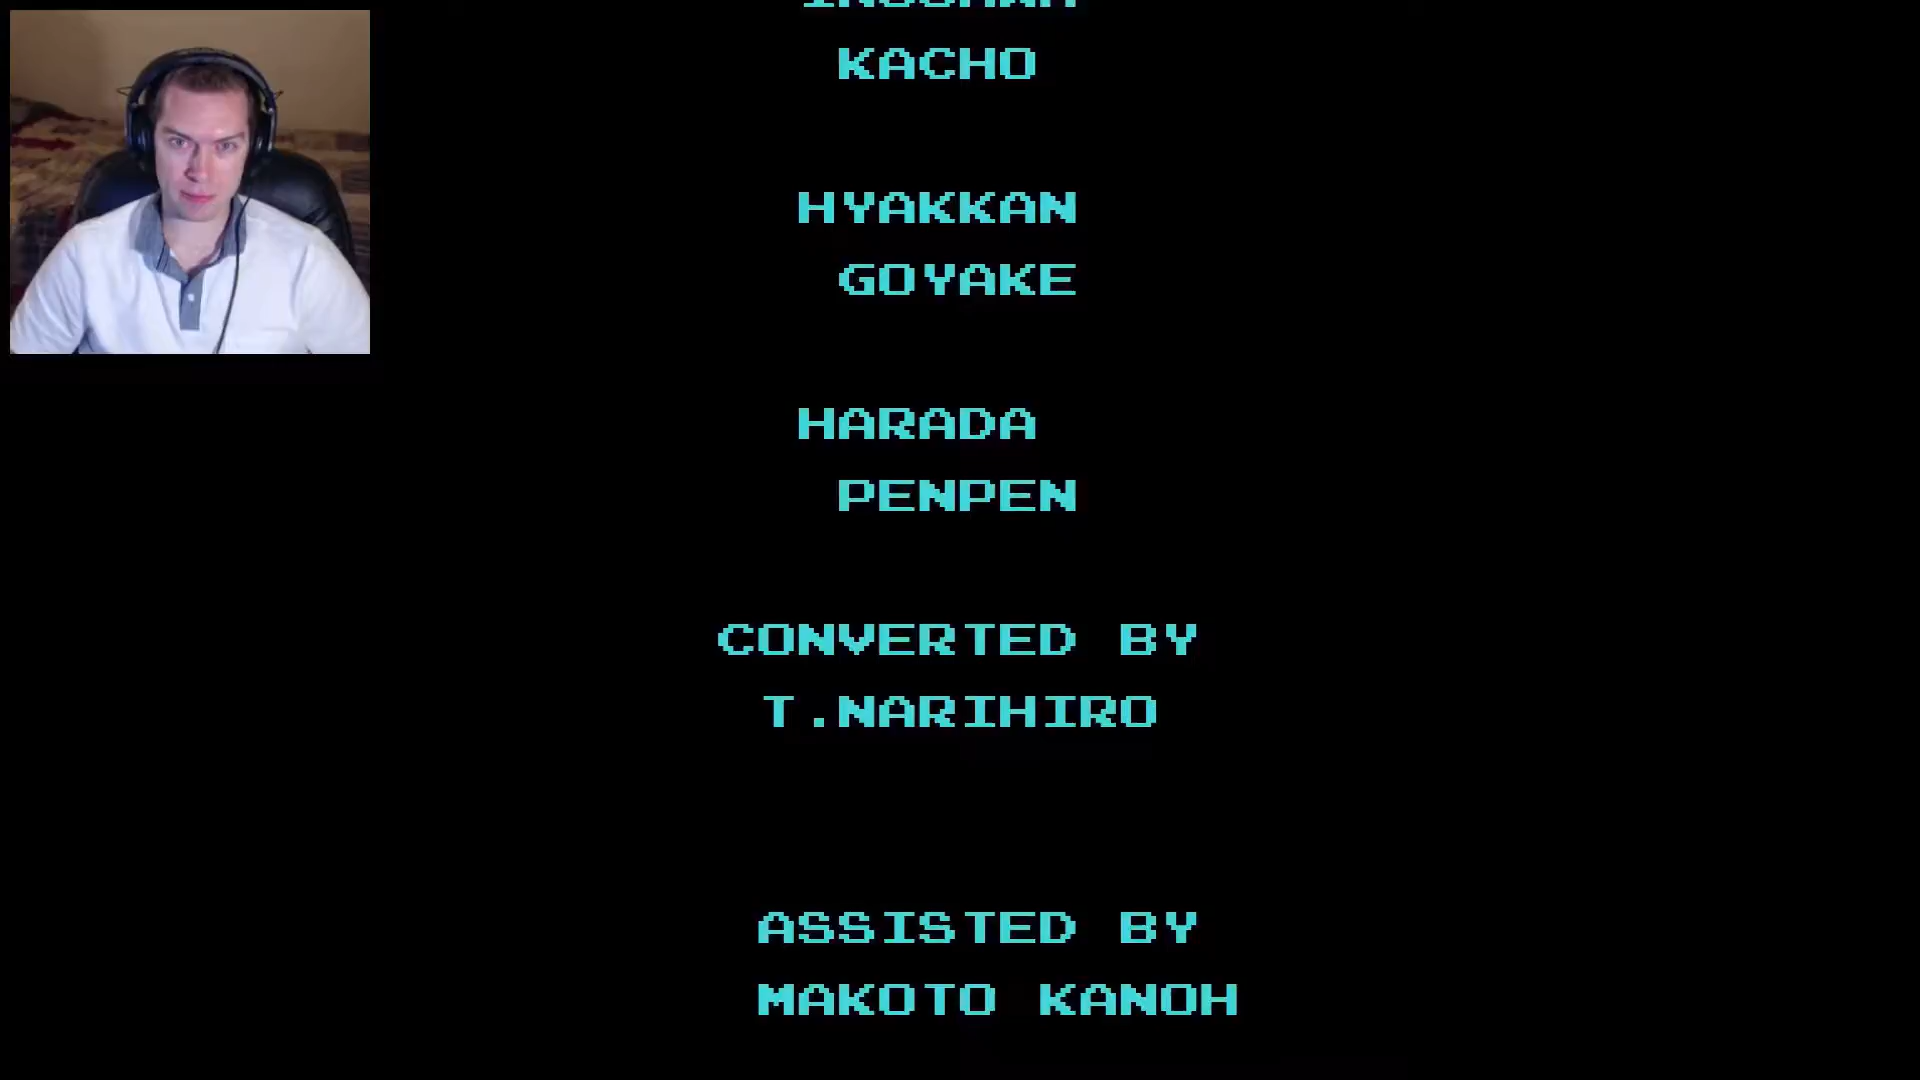 KACHO
HYAKKAN
GOYAKE
HARADA
PENPEN
CONVERTED BY
T.NARIHIRO
ASSISTED BY
MAKOTO KANOH